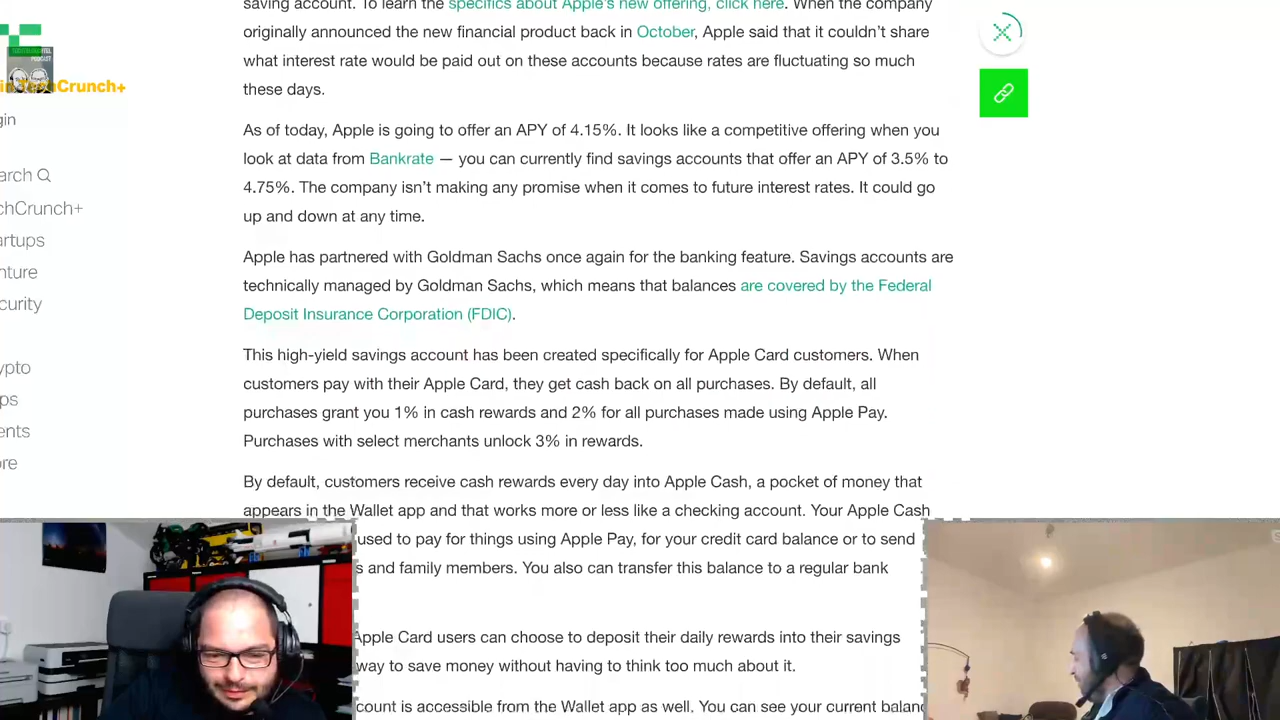 saving account. To learn the specifics about Apple's new offering, click here. When the company
originally announced the new financial product back in October, Apple said that it couldn't share
what interest rate would be paid out on these accounts because rates are fluctuating so much
these days.
in TechCrunch+
gin
As of today, Apple is going to offer an APY of 4.15%. It looks like a competitive offering when you
look at data from Bankrate — you can currently find savings accounts that offer an APY of 3.5% to
4.75%. The company isn't making any promise when it comes to future interest rates. It could go
up and down at any time.
arch
chCrunch+
artups
nture
curity
ypto
ps
ents
ore
Apple has partnered with Goldman Sachs once again for the banking feature. Savings accounts are
technically managed by Goldman Sachs, which means that balances are covered by the Federal
Deposit Insurance Corporation (FDIC).
This high-yield savings account has been created specifically for Apple Card customers. When
customers pay with their Apple Card, they get cash back on all purchases. By default, all
purchases grant you 1% in cash rewards and 2% for all purchases made using Apple Pay.
Purchases with select merchants unlock 3% in rewards.
By default, customers receive cash rewards every day into Apple Cash, a pocket of money that
appears in the Wallet app and that works more or less like a checking account. Your Apple Cash
used to pay for things using Apple Pay, for your credit card balance or to send
s and family members. You also can transfer this balance to a regular bank
Apple Card users can choose to deposit their daily rewards into their savings
way to save money without having to think too much about it.
count is accessible from the Wallet app as well. You can see your current balanc